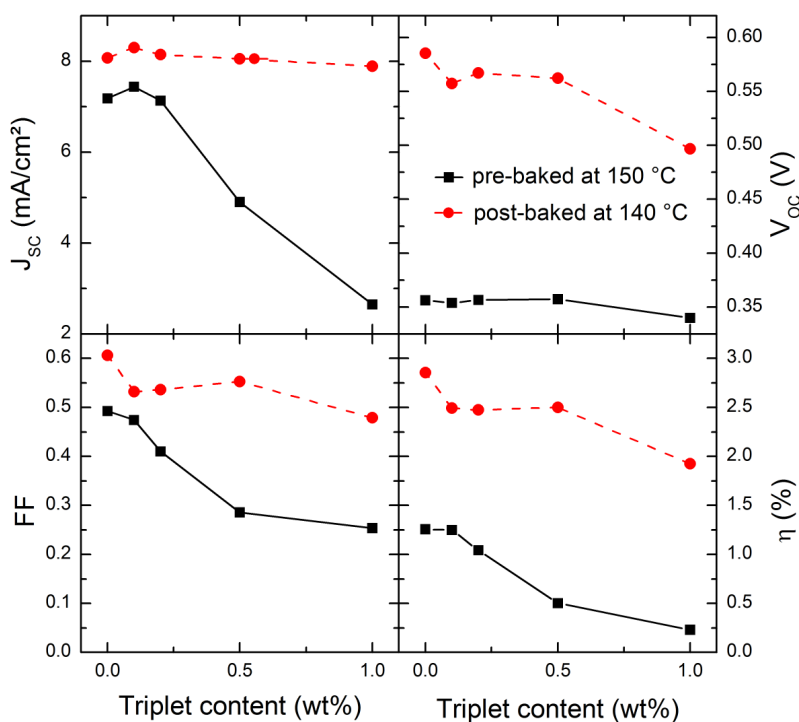 8
6
4
2
J_SC (mA/cm²)
0.60
0.55
0.50
0.45
0.40
0.35
V_OC (V)
pre-baked at 150 °C
post-baked at 140 °C
0.6
0.5
0.4
0.3
0.2
0.1
0.0
FF
3.0
2.5
2.0
1.5
1.0
0.5
0.0
η (%)
0.0 0.5 1.0
0.0 0.5 1.0
Triplet content (wt%)
Triplet content (wt%)